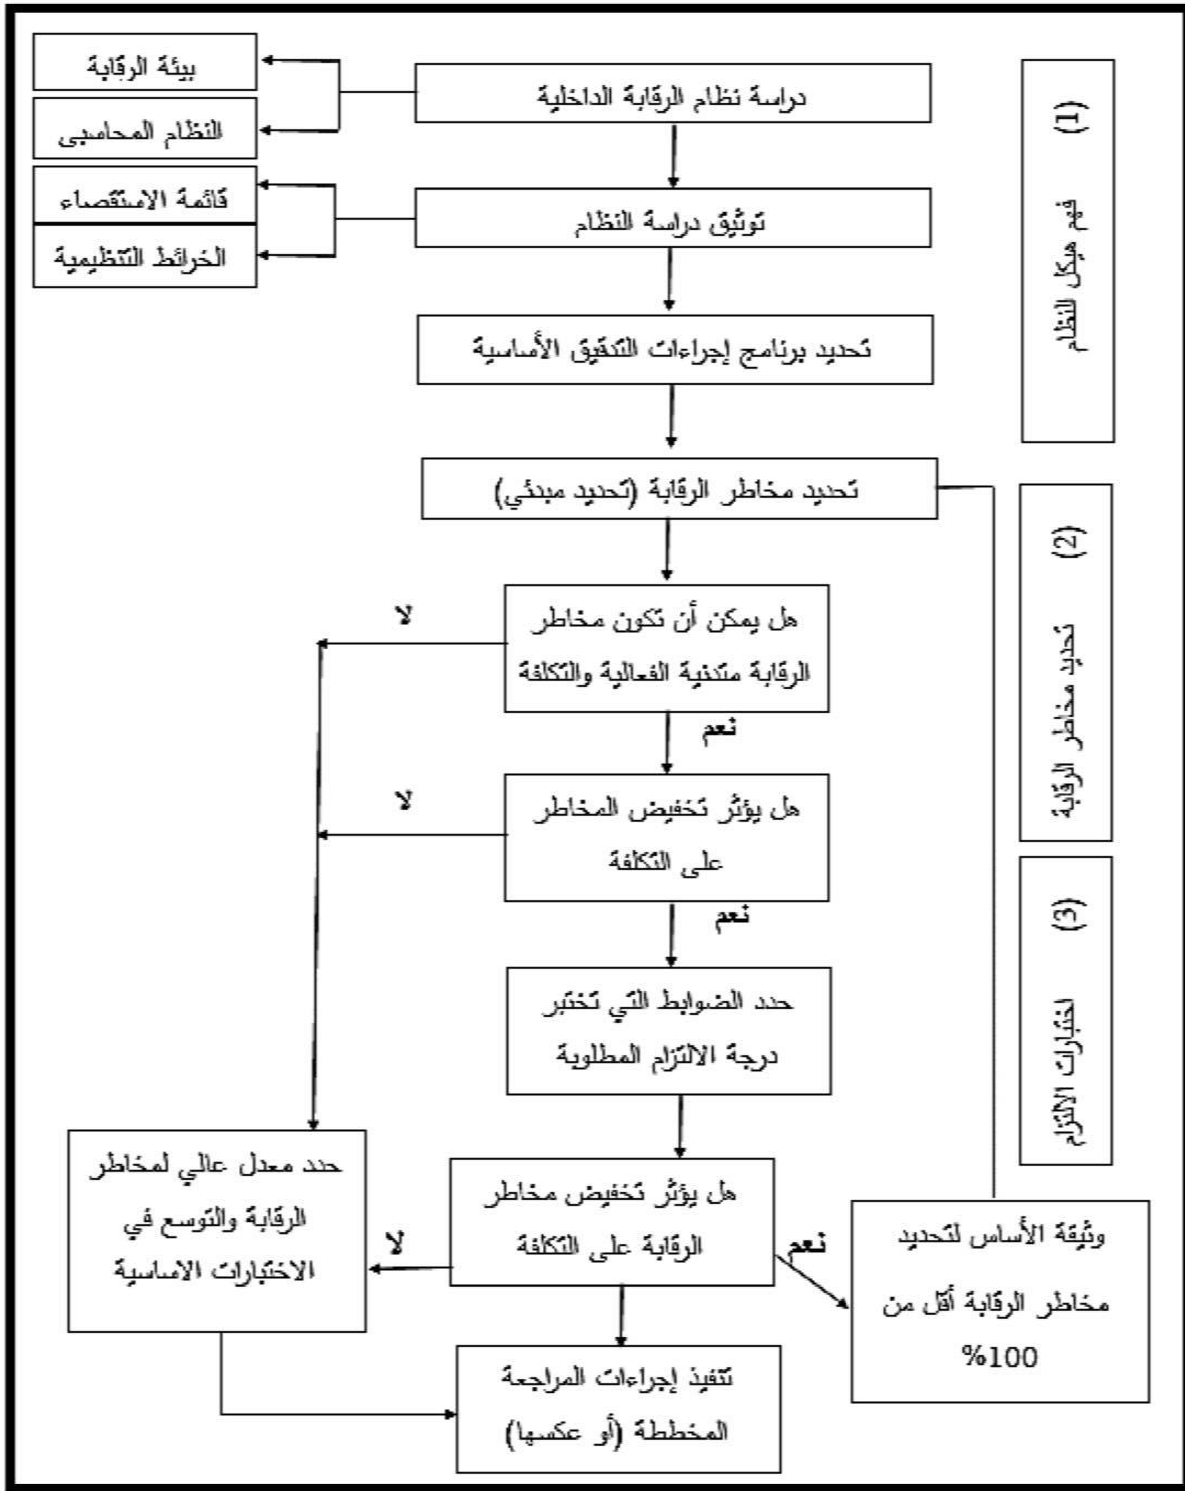 دراسة نظام الرقابة الداخلية
بيئة الرقابة
النظام المحاسبى
توثيق دراسة النظام
قائمة الاستقصاء
الخرائط التنظيمية
تحديد برنامج إجراءات التدقيق الأساسية
(1) فهم هيكل للنظام
تحديد مخاطر الرقابة (تحديد مبدئي)
(2) تحديد مخاطر الرقابة
هل يمكن أن تكون مخاطر
الرقابة متدنية الفعالية والتكلفة
لا
نعم
هل يؤثر تخفيض المخاطر
على التكلفة
لا
نعم
(3) اختبارات الالتزام
حدد الضوابط التي تختبر
درجة الالتزام المطلوبة
هل يؤثر تخفيض مخاطر
الرقابة على التكلفة
نعم
لا
وثيقة الأساس لتحديد
مخاطر الرقابة أقل من
100%
حدد معدل عالي لمخاطر
الرقابة والتوسع في
الاختبارات الاساسية
تنفيذ إجراءات المراجعة
المخططة (أو عكسها)